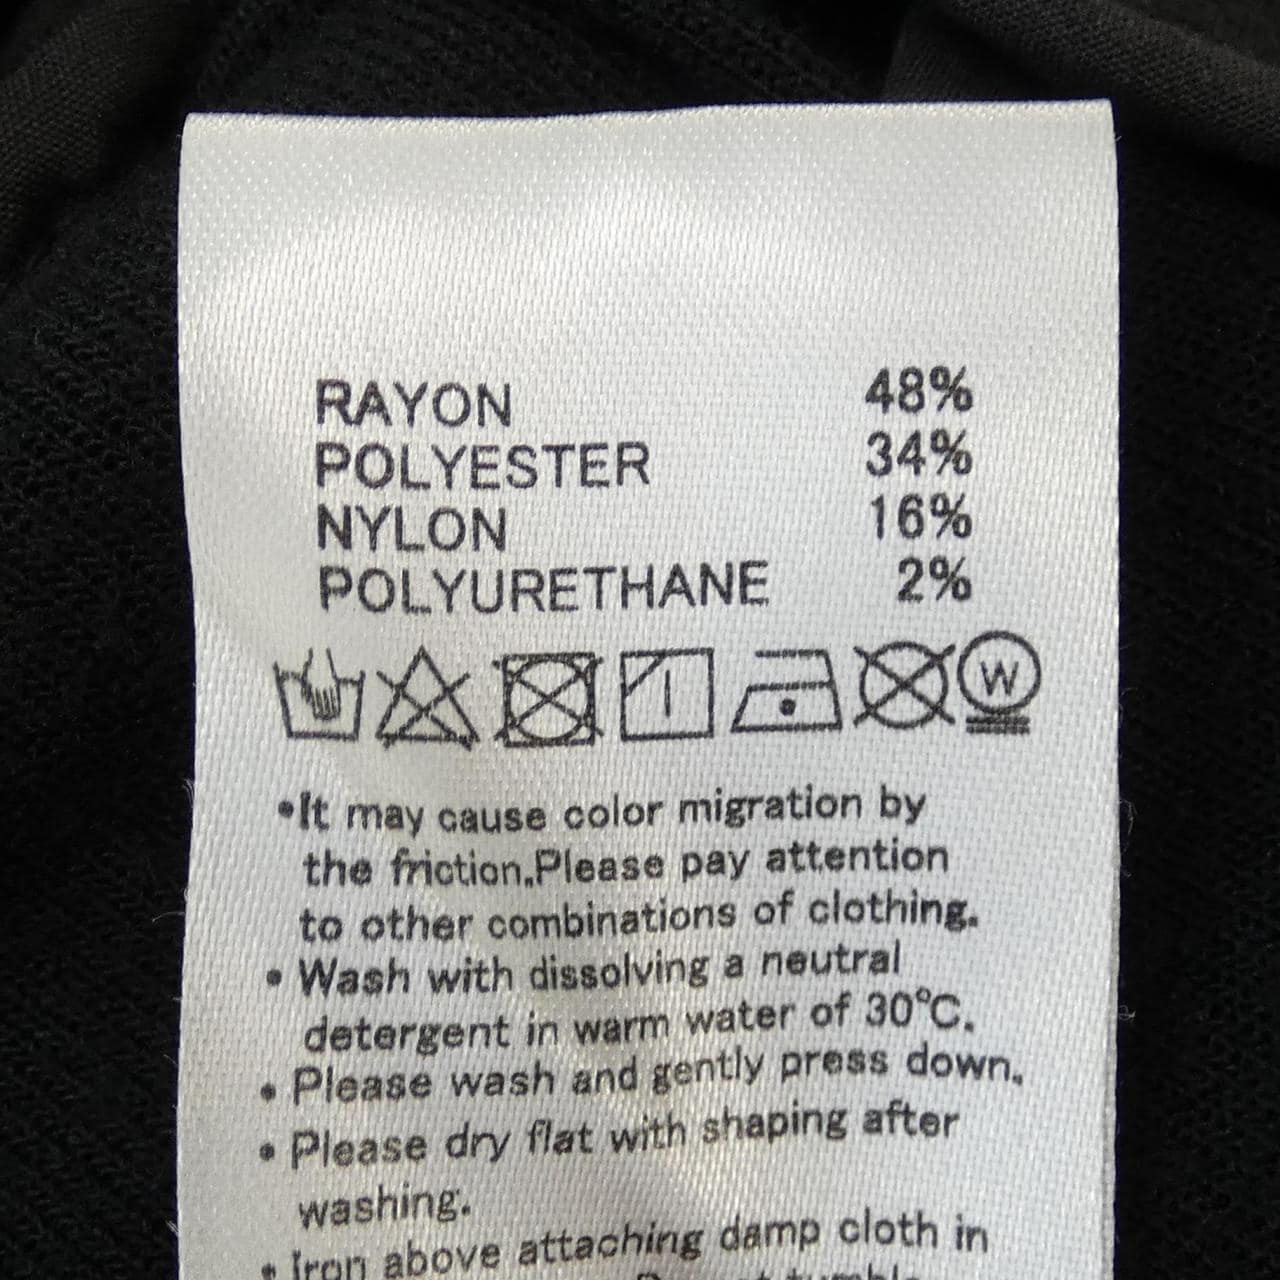 RAYON 48%
POLYESTER 34%
NYLON 16%
POLYURETHANE 2%
W
•It may cause color migration by
the friction.Please pay attention
to other combinations of clothing.
• Wash with dissolving a neutral
detergent in warm water of 30°C.
• Please wash and gently press down.
• Please dry flat with shaping after
washing.
• Iron above attaching damp cloth in